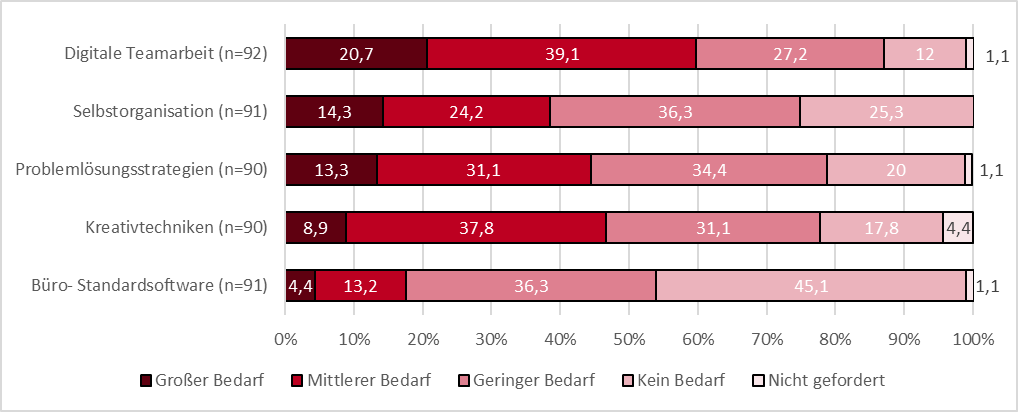 Digitale Teamarbeit (n=92) 20,7 39,1 27,2 12 1,1
Selbstorganisation (n=91) 14,3 24,2 36,3 25,3
Problemlösungsstrategien (n=90) 13,3 31,1 34,4 20 1,1
Kreativtechniken (n=90) 8,9 37,8 31,1 17,8 4,4
Büro- Standardsoftware (n=91) 4,4 13,2 36,3 45,1 1,1
0% 10% 20% 30% 40% 50% 60% 70% 80% 90% 100%
Großer Bedarf Mittlerer Bedarf Geringer Bedarf Kein Bedarf Nicht gefordert